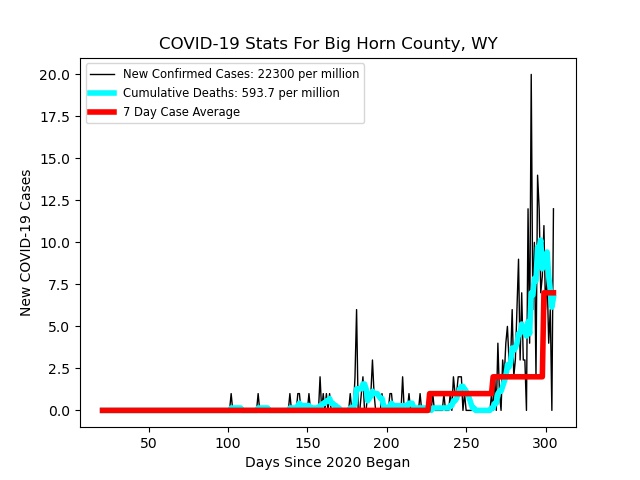 COVID-19 Stats For Big Horn County, WY
New Confirmed Cases: 22300 per million
Cumulative Deaths: 593.7 per million
7 Day Case Average
New COVID-19 Cases
20.0
17.5
15.0
12.5
10.0
7.5
5.0
2.5
0.0
50 100 150 200 250 300
Days Since 2020 Began